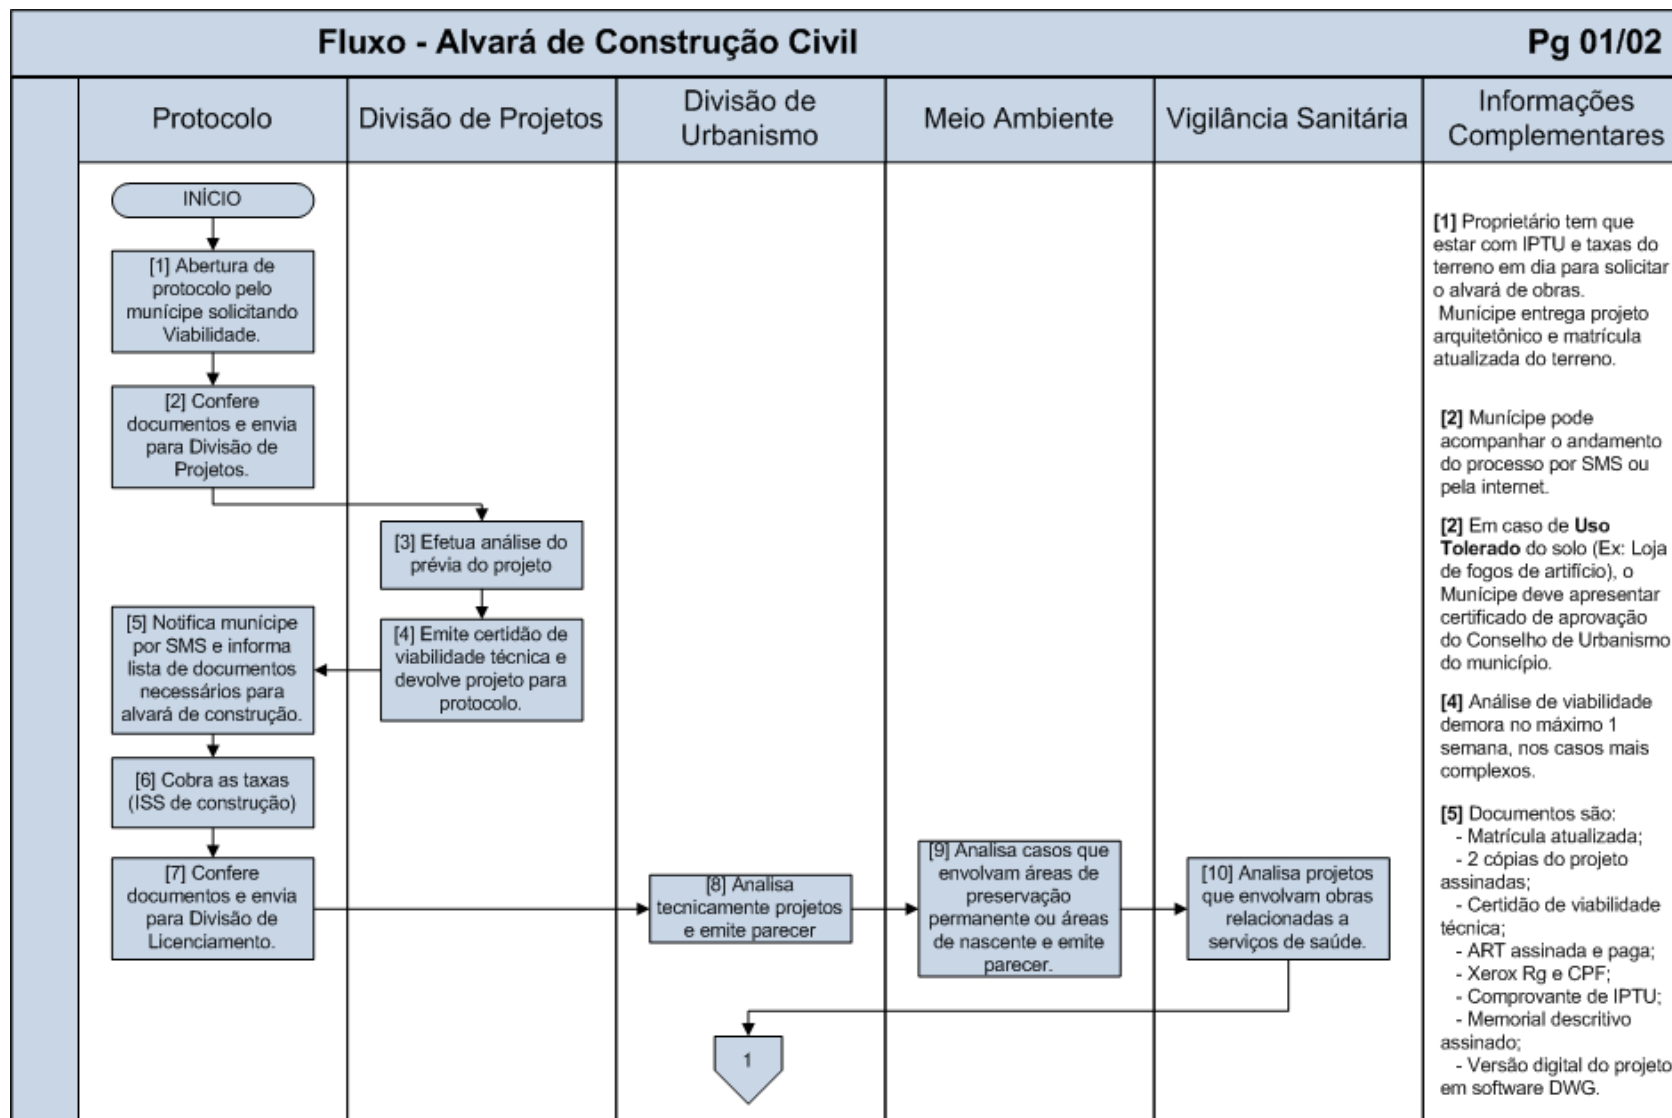 Fluxo - Alvará de Construção Civil
Pg 01/02
Protocolo
Divisão de Projetos
Divisão de
Urbanismo
Meio Ambiente
Vigilância Sanitária
Informações
Complementares
INÍCIO
[1] Abertura de
protocolo pelo
munícipe solicitando
Viabilidade.
[2] Confere
documentos e envia
para Divisão de
Projetos.
[3] Efetua análise do
prévia do projeto
[4] Emite certidão de
viabilidade técnica e
devolve projeto para
protocolo.
[5] Notifica munícipe
por SMS e informa
lista de documentos
necessários para
alvará de construção.
[6] Cobra as taxas
(ISS de construção)
[7] Confere
documentos e envia
para Divisão de
Licenciamento.
[8] Analisa
tecnicamente projetos
e emite parecer
[9] Analisa casos que
envolvam áreas de
preservação
permanente ou áreas
de nascente e emite
parecer.
[10] Analisa projetos
que envolvam obras
relacionadas a
serviços de saúde.
1
[1] Proprietário tem que
estar com IPTU e taxas do
terreno em dia para solicitar
o alvará de obras.
Munícipe entrega projeto
arquitetônico e matrícula
atualizada do terreno.
[2] Munícipe pode
acompanhar o andamento
do processo por SMS ou
pela internet.
[2] Em caso de Uso
Tolerado do solo (Ex: Loja
de fogos de artifício), o
Munícipe deve apresentar
certificado de aprovação
do Conselho de Urbanismo
do município.
[4] Análise de viabilidade
demora no máximo 1
semana, nos casos mais
complexos.
[5] Documentos são:
- Matrícula atualizada;
- 2 cópias do projeto
assinadas;
- Certidão de viabilidade
técnica;
- ART assinada e paga;
- Xerox Rg e CPF;
- Comprovante de IPTU;
- Memorial descritivo
assinado;
- Versão digital do projeto
em software DWG.